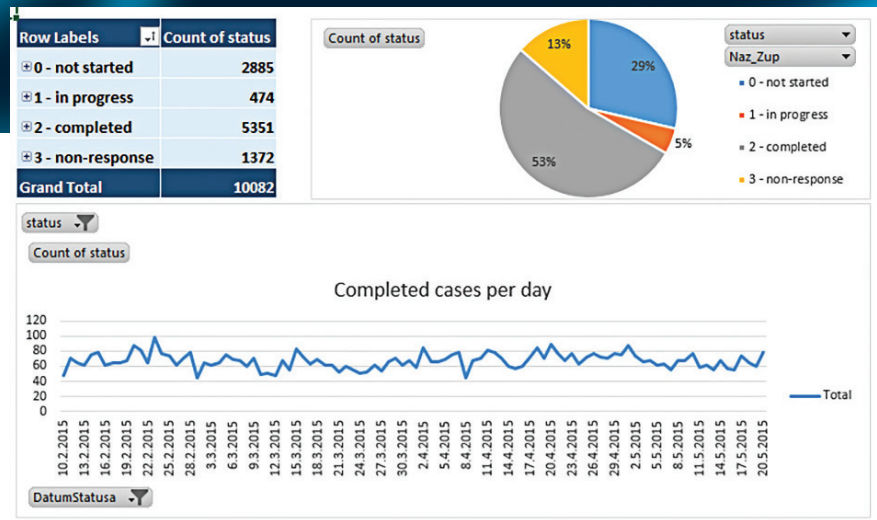 Row Labels Count of status
0 - not started 2885
1 - in progress 474
2 - completed 5351
3 - non-response 1372
Grand Total 10082
Count of status
13%
29%
5%
53%
status
Naz_Zup
0 - not started
1 - in progress
2 - completed
3 - non-response
status
Count of status
Completed cases per day
120
100
80
60
40
20
0
Total
10.2.2015
13.2.2015
16.2.2015
19.2.2015
22.2.2015
25.2.2015
28.2.2015
3.3.2015
6.3.2015
9.3.2015
12.3.2015
15.3.2015
18.3.2015
21.3.2015
24.3.2015
27.3.2015
30.3.2015
2.4.2015
5.4.2015
8.4.2015
11.4.2015
14.4.2015
17.4.2015
20.4.2015
23.4.2015
26.4.2015
29.4.2015
2.5.2015
5.5.2015
8.5.2015
11.5.2015
14.5.2015
17.5.2015
20.5.2015
DatumStatusa